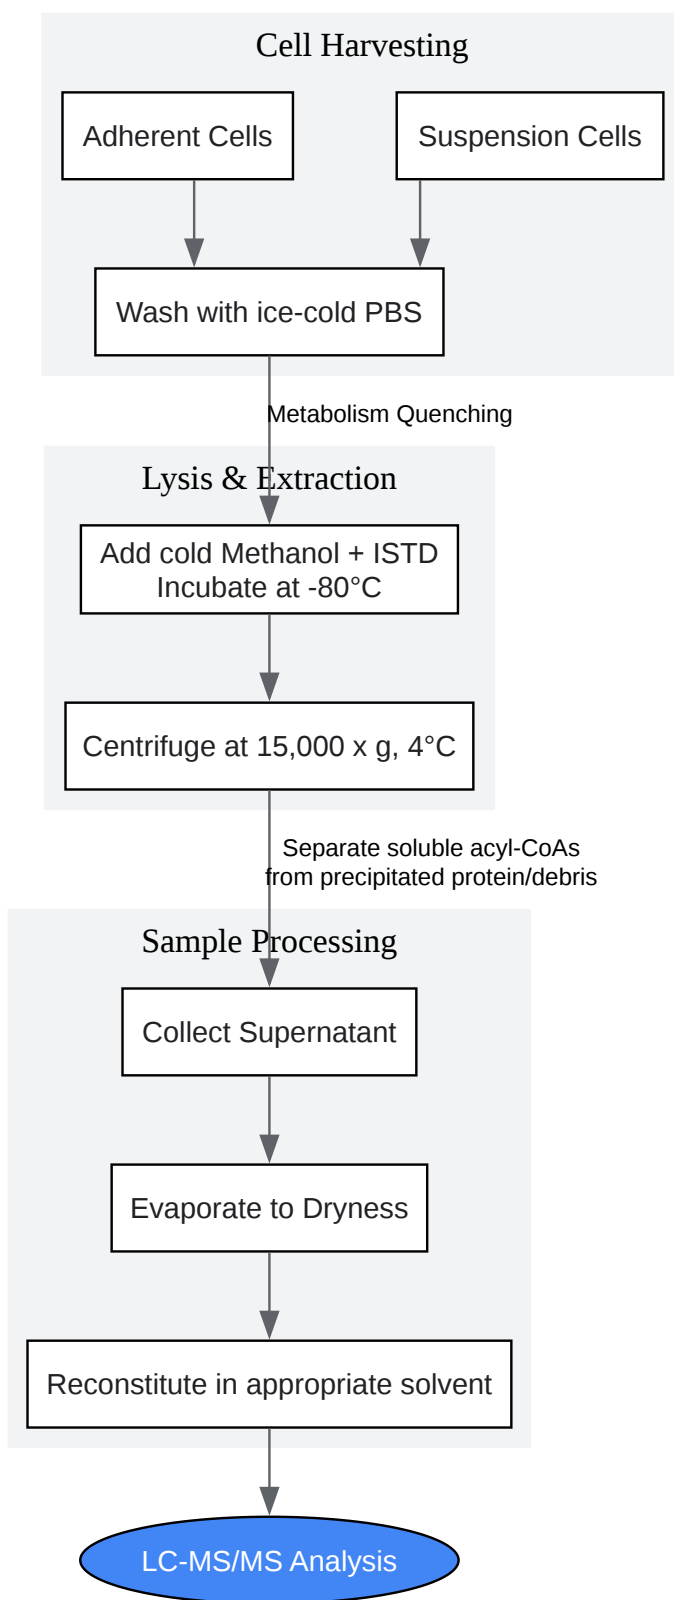 Cell Harvesting
Adherent Cells
Suspension Cells
Wash with ice-cold PBS
Metabolism Quenching
Lysis & Extraction
Add cold Methanol + ISTD
Incubate at -80°C
Centrifuge at 15,000 x g, 4°C
Separate soluble acyl-CoAs
from precipitated protein/debris
Sample Processing
Collect Supernatant
Evaporate to Dryness
Reconstitute in appropriate solvent
LC-MS/MS Analysis